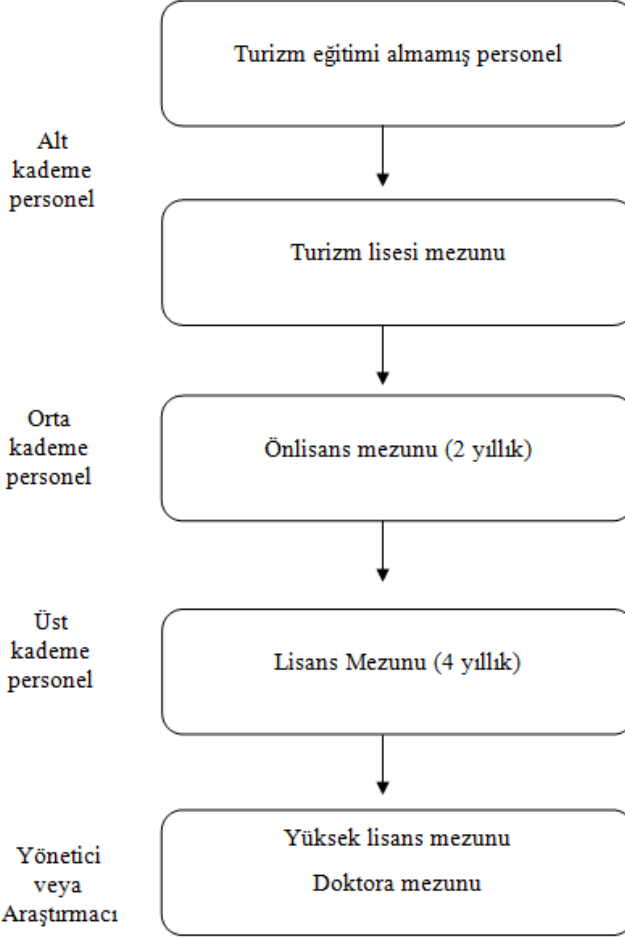 Turizm eğitimi almamış personel
Alt
kademe
personel
Turizm lisesi mezunu
Orta
kademe
personel
Önlisans mezunu (2 yıllık)
Üst
kademe
personel
Lisans Mezunu (4 yıllık)
Yönetici
veya
Araştırmacı
Yüksek lisans mezunu
Doktora mezunu